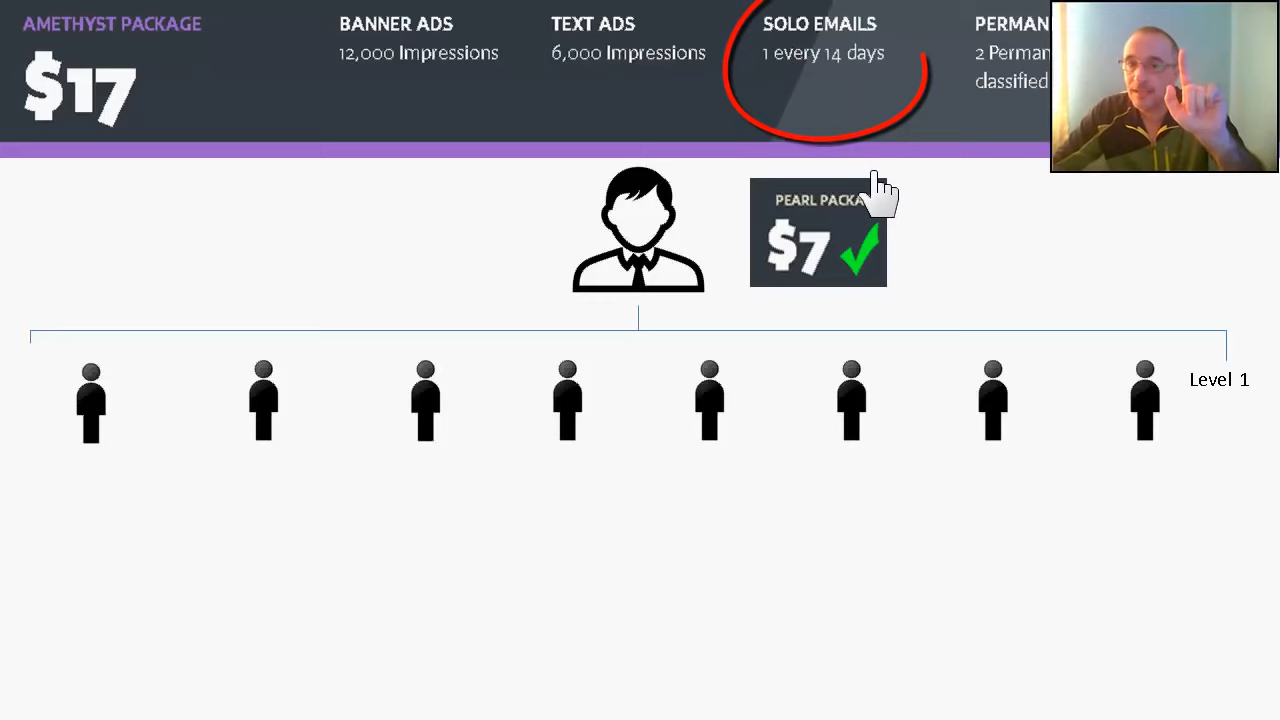 AMETHYST PACKAGE
$17
BANNER ADS
12,000 Impressions
TEXT ADS
6,000 Impressions
SOLO EMAILS
1 every 14 days
PERMAN
2 Perman
classified
PEARL PACKA
$7
Level 1